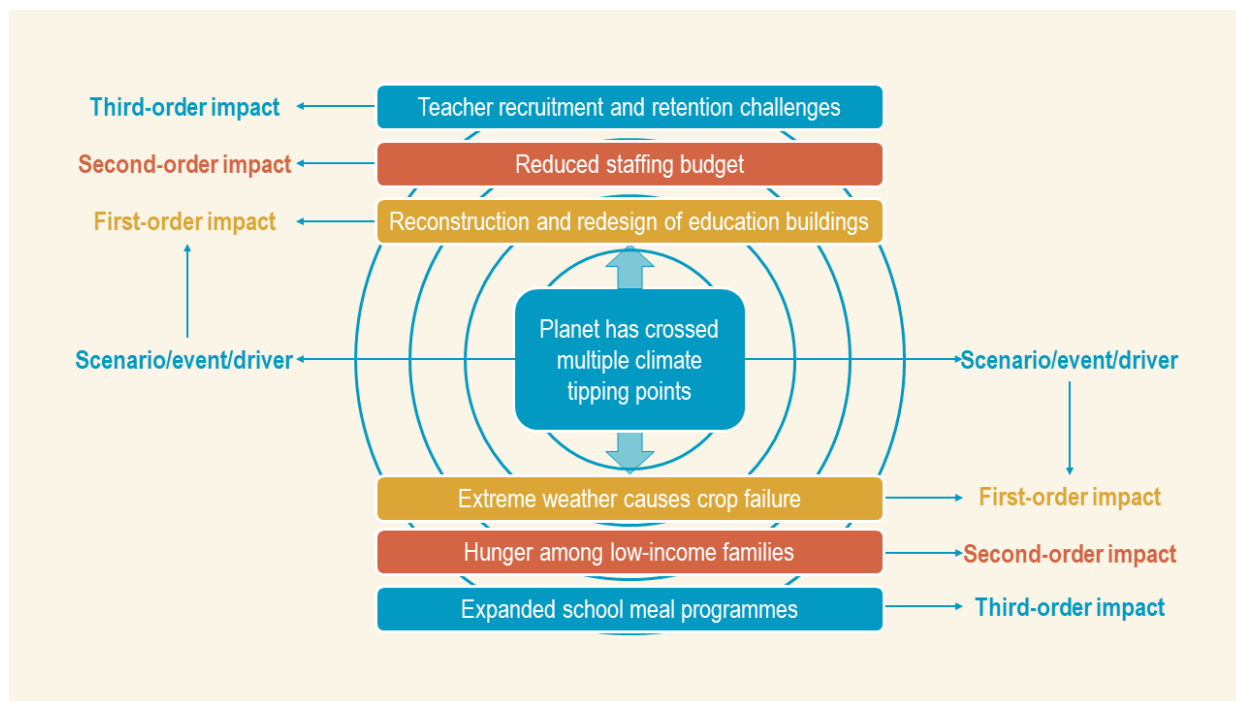 Third-order impact
Teacher recruitment and retention challenges
Second-order impact
Reduced staffing budget
First-order impact
Reconstruction and redesign of education buildings
Planet has crossed
multiple climate
tipping points
Scenario/event/driver
Scenario/event/driver
Extreme weather causes crop failure
First-order impact
Hunger among low-income families
Second-order impact
Expanded school meal programmes
Third-order impact